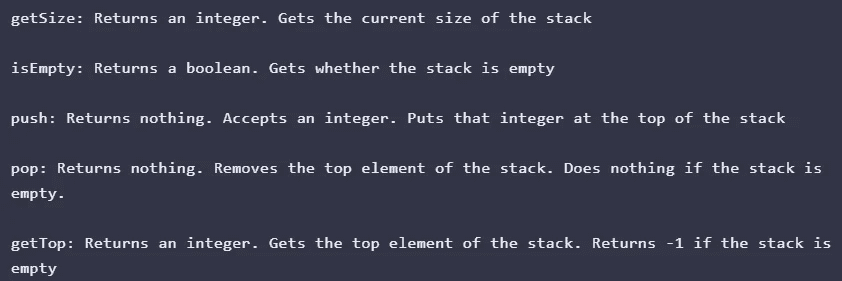 getSize: Returns an integer. Gets the current size of the stack
isEmpty: Returns a boolean. Gets whether the stack is empty
push: Returns nothing. Accepts an integer. Puts that integer at the top of the stack
pop: Returns nothing. Removes the top element of the stack. Does nothing if the stack is
empty.
getTop: Returns an integer. Gets the top element of the stack. Returns -1 if the stack is
empty